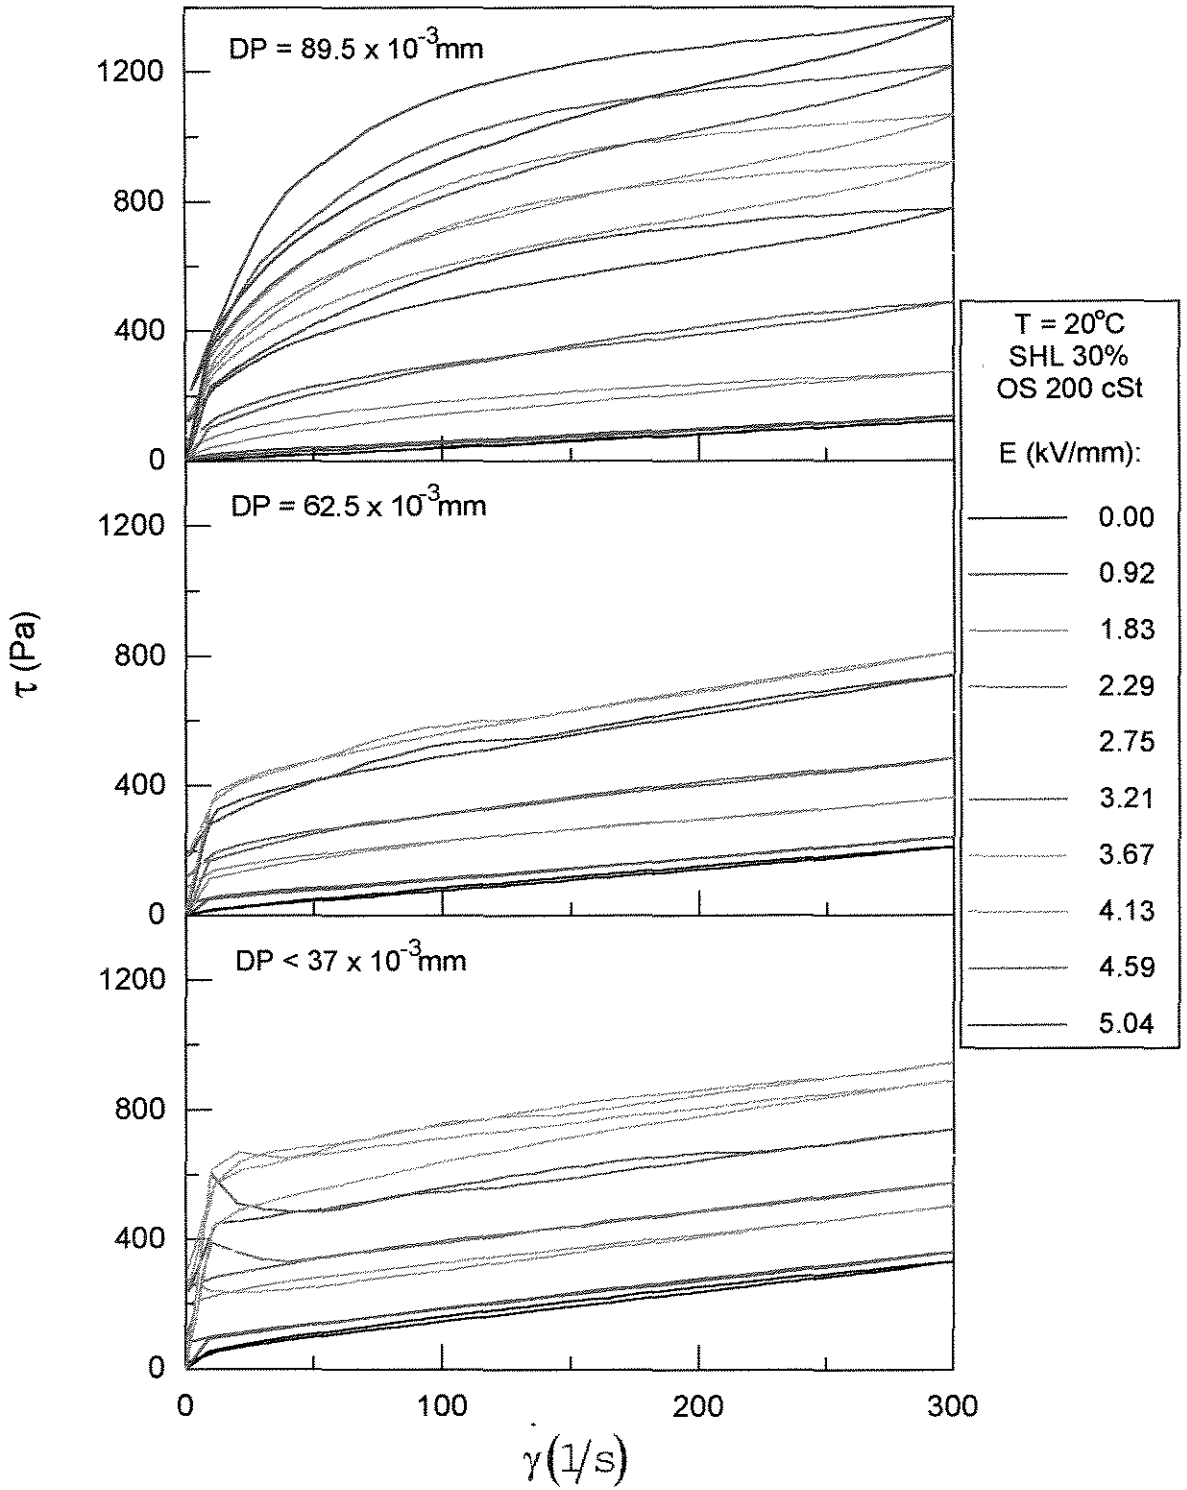 DP = 89.5 x 10-3mm
1200
800
400
0
DP = 62.5 x 10-3mm
1200
800
400
0
DP < 37 x 10-3mm
1200
800
400
0
0 100 200 300
τ (Pa)
γ̇(1/s)
T = 20°C
SHL 30%
OS 200 cSt
E (kV/mm):
0.00
0.92
1.83
2.29
2.75
3.21
3.67
4.13
4.59
5.04